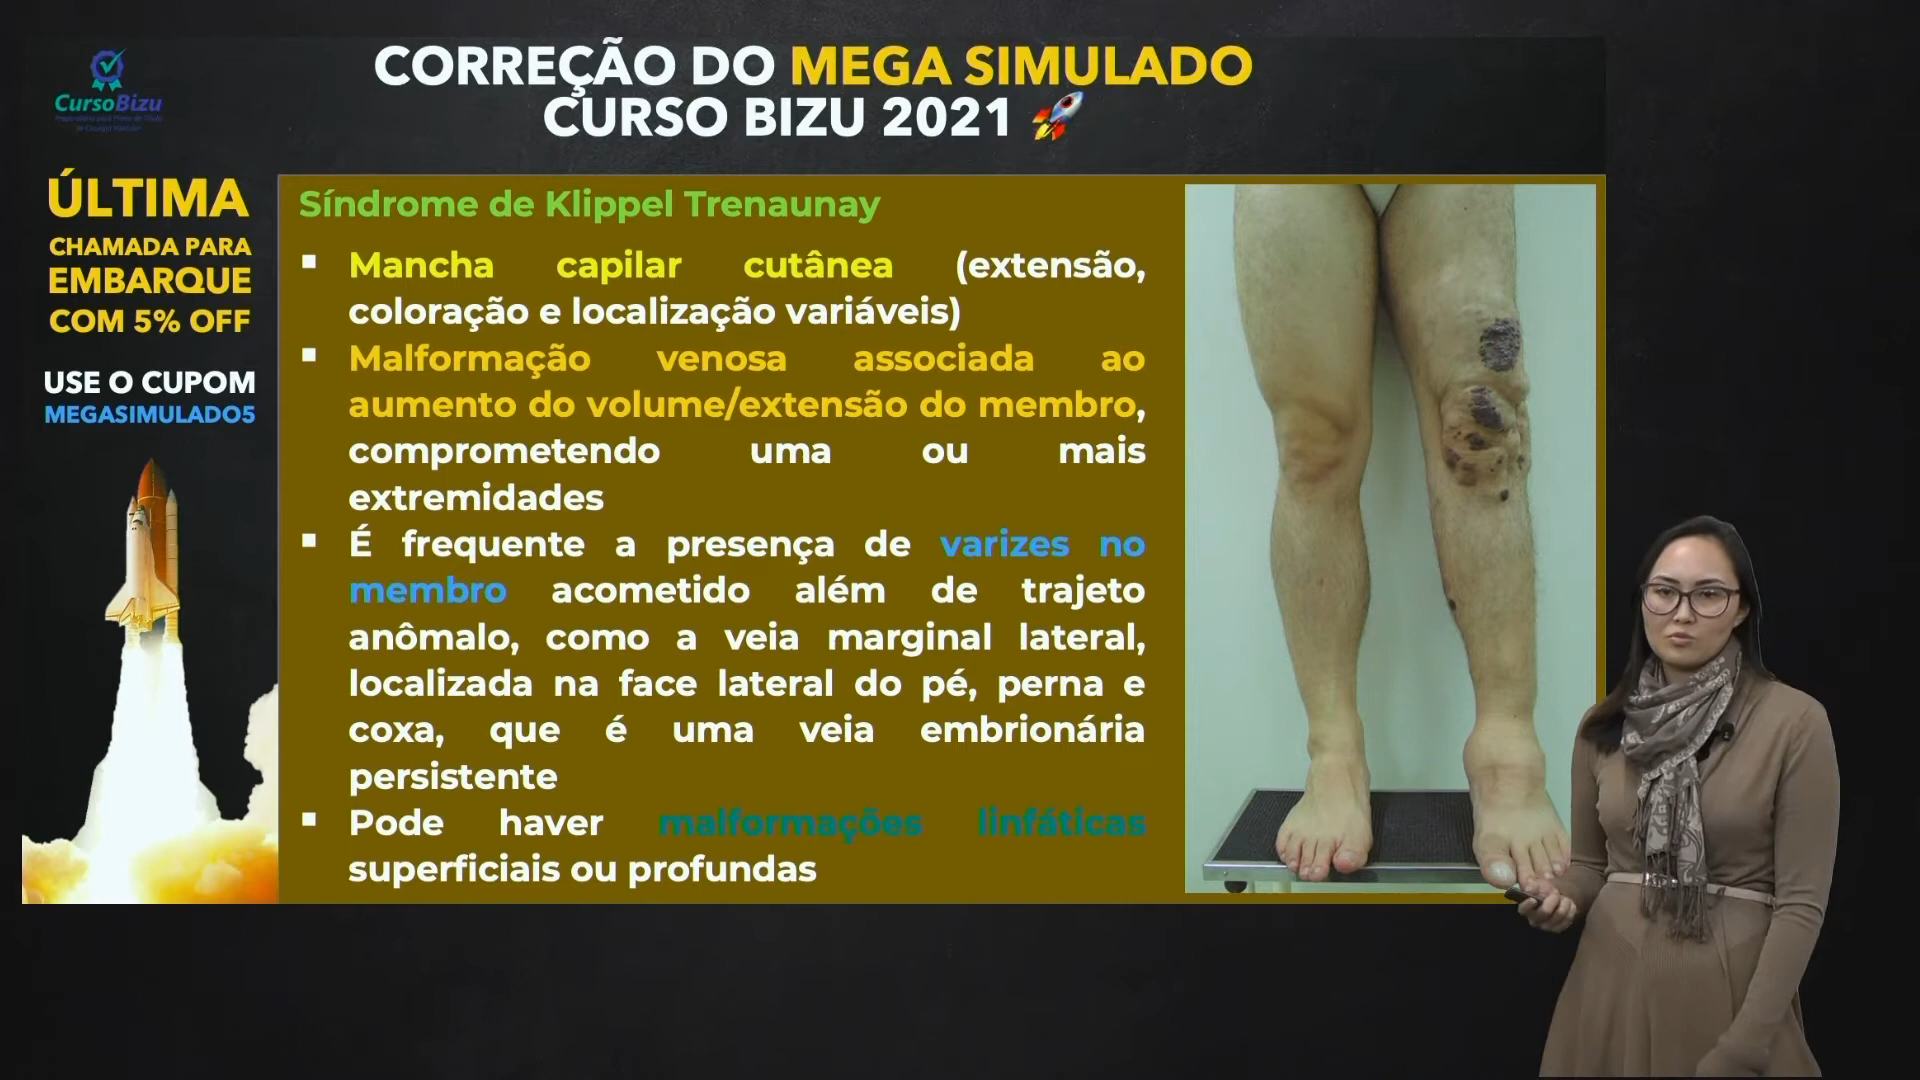 CORREÇÃO DO MEGA SIMULADO
CURSO BIZU 2021
CursoBizu
ÚLTIMA
CHAMADA PARA
EMBARQUE
COM 5% OFF
USE O CUPOM
MEGASIMULADO5
Síndrome de Klippel Trenaunay
▪ Mancha capilar cutânea (extensão,
coloração e localização variáveis)
▪ Malformação venosa associada ao
aumento do volume/extensão do membro,
comprometendo uma ou mais
extremidades
▪ É frequente a presença de varizes no
membro acometido além de trajeto
anômalo, como a veia marginal lateral,
localizada na face lateral do pé, perna e
coxa, que é uma veia embrionária
persistente
▪ Pode haver malformações linfáticas
superficiais ou profundas